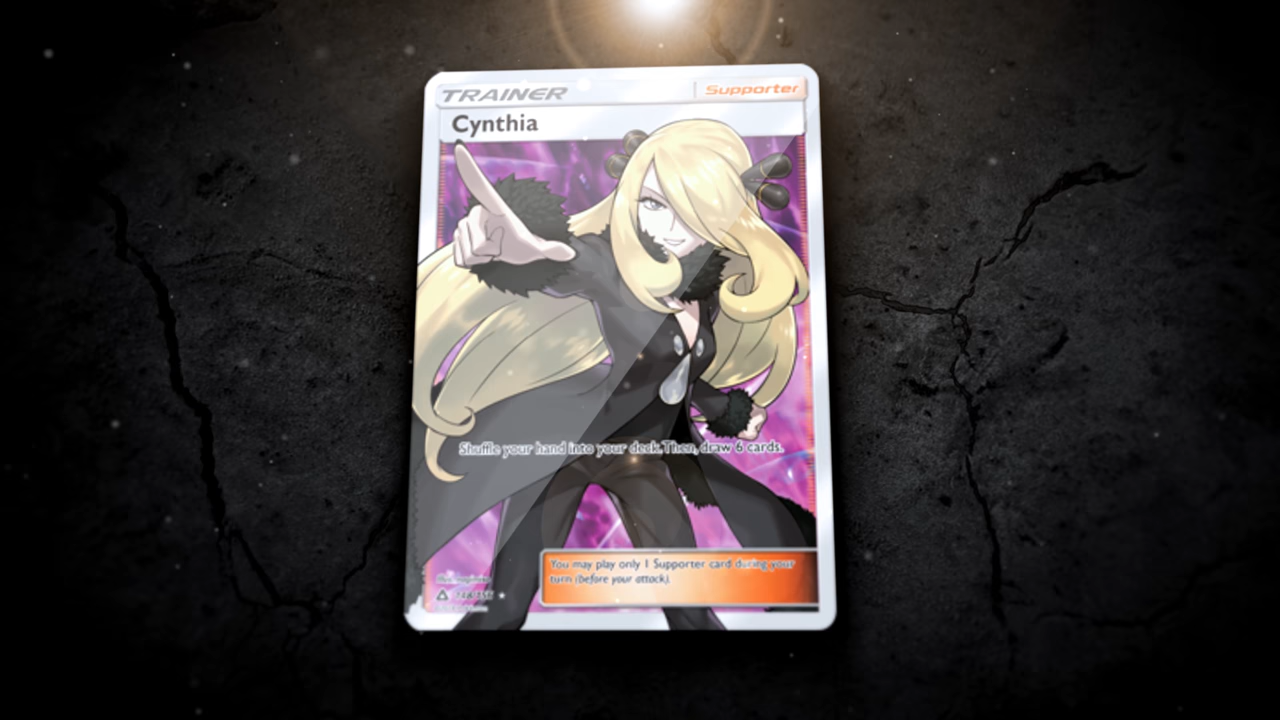 TRAINER
Supporter
Cynthia
Shuffle your hand into your deck. Then, draw 6 cards.
You may play only 1 Supporter card during your
turn (before your attack).